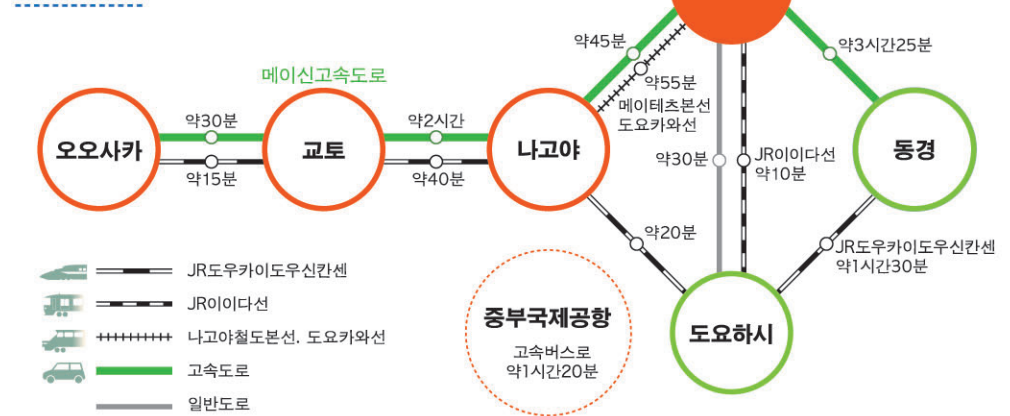 약45분
약3시간25분
메이신고속도로
약55분
메이테츠본선
도요카와선
약30분
약2시간
오오사카
교토
나고야
동경
약15분
약40분
약30분
JR이이다선
약10분
약20분
JR도우카이도우신칸센
약1시간30분
JR도우카이도우신칸센
JR이이다선
나고야철도본선. 도요카와선
고속도로
일반도로
중부국제공항
고속버스로
약1시간20분
도요하시